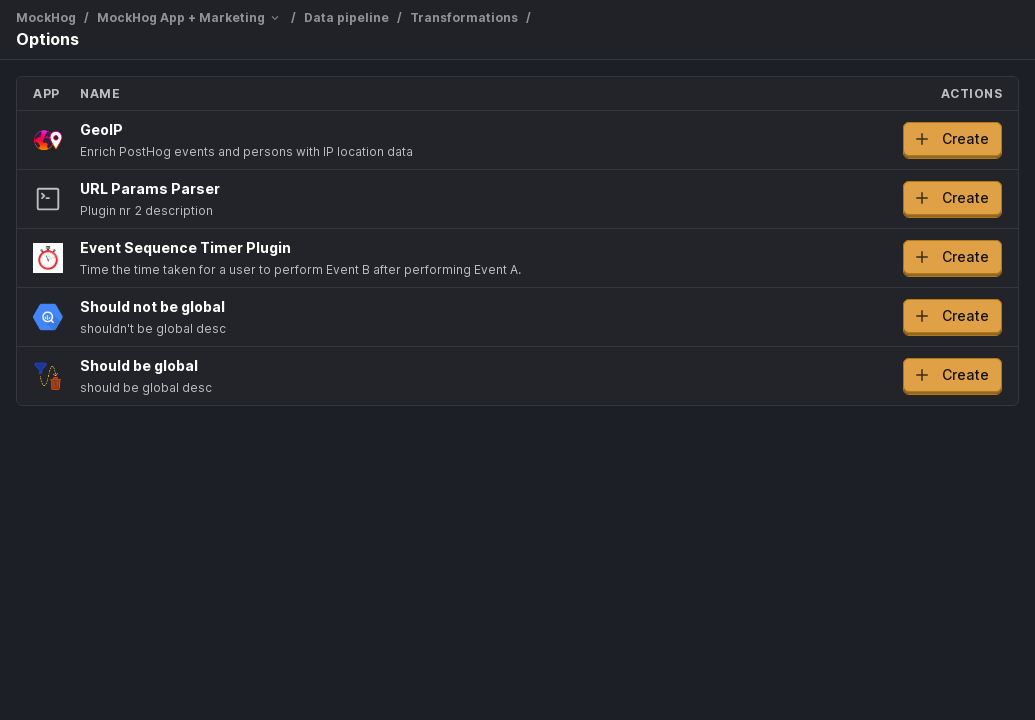 MockHog / MockHog App + Marketing / Data pipeline / Transformations /
Options
APP NAME ACTIONS
GeoIP
Enrich PostHog events and persons with IP location data
Create
URL Params Parser
Plugin nr 2 description
Create
Event Sequence Timer Plugin
Time the time taken for a user to perform Event B after performing Event A.
Create
Should not be global
shouldn't be global desc
Create
Should be global
should be global desc
Create